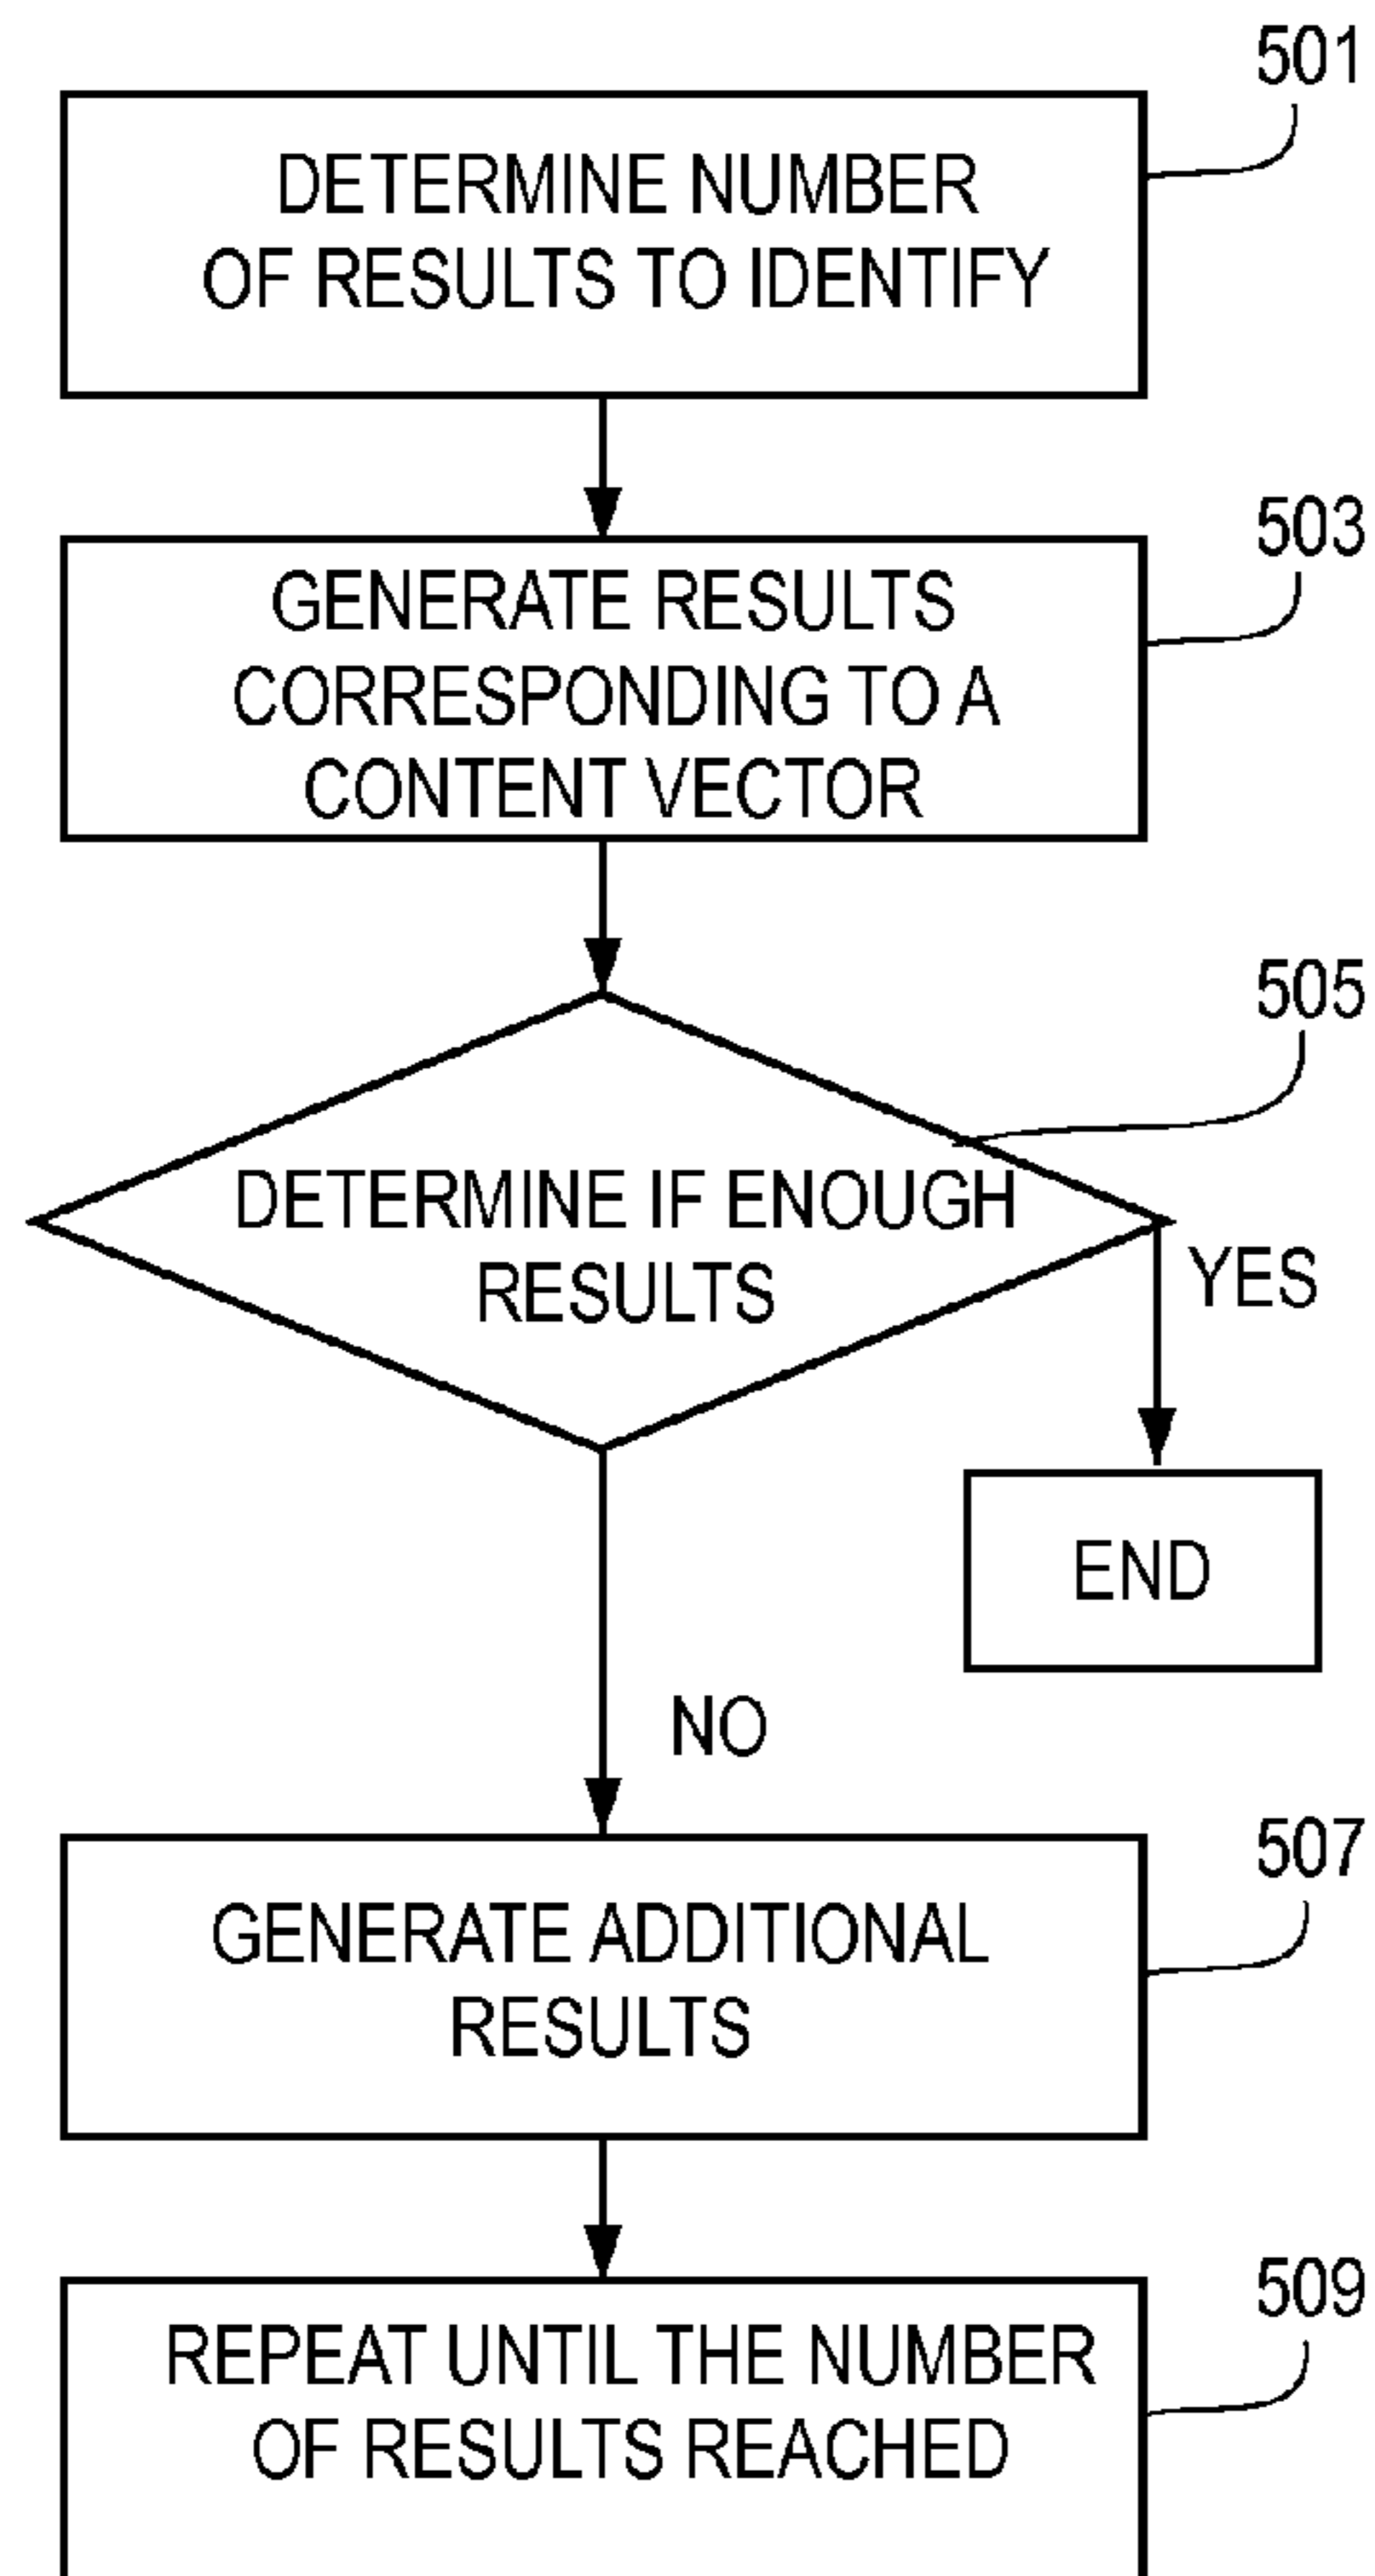 501
DETERMINE NUMBER
OF RESULTS TO IDENTIFY
503
GENERATE RESULTS
CORRESPONDING TO A
CONTENT VECTOR
505
DETERMINE IF ENOUGH
RESULTS
YES
END
NO
507
GENERATE ADDITIONAL
RESULTS
509
REPEAT UNTIL THE NUMBER
OF RESULTS REACHED